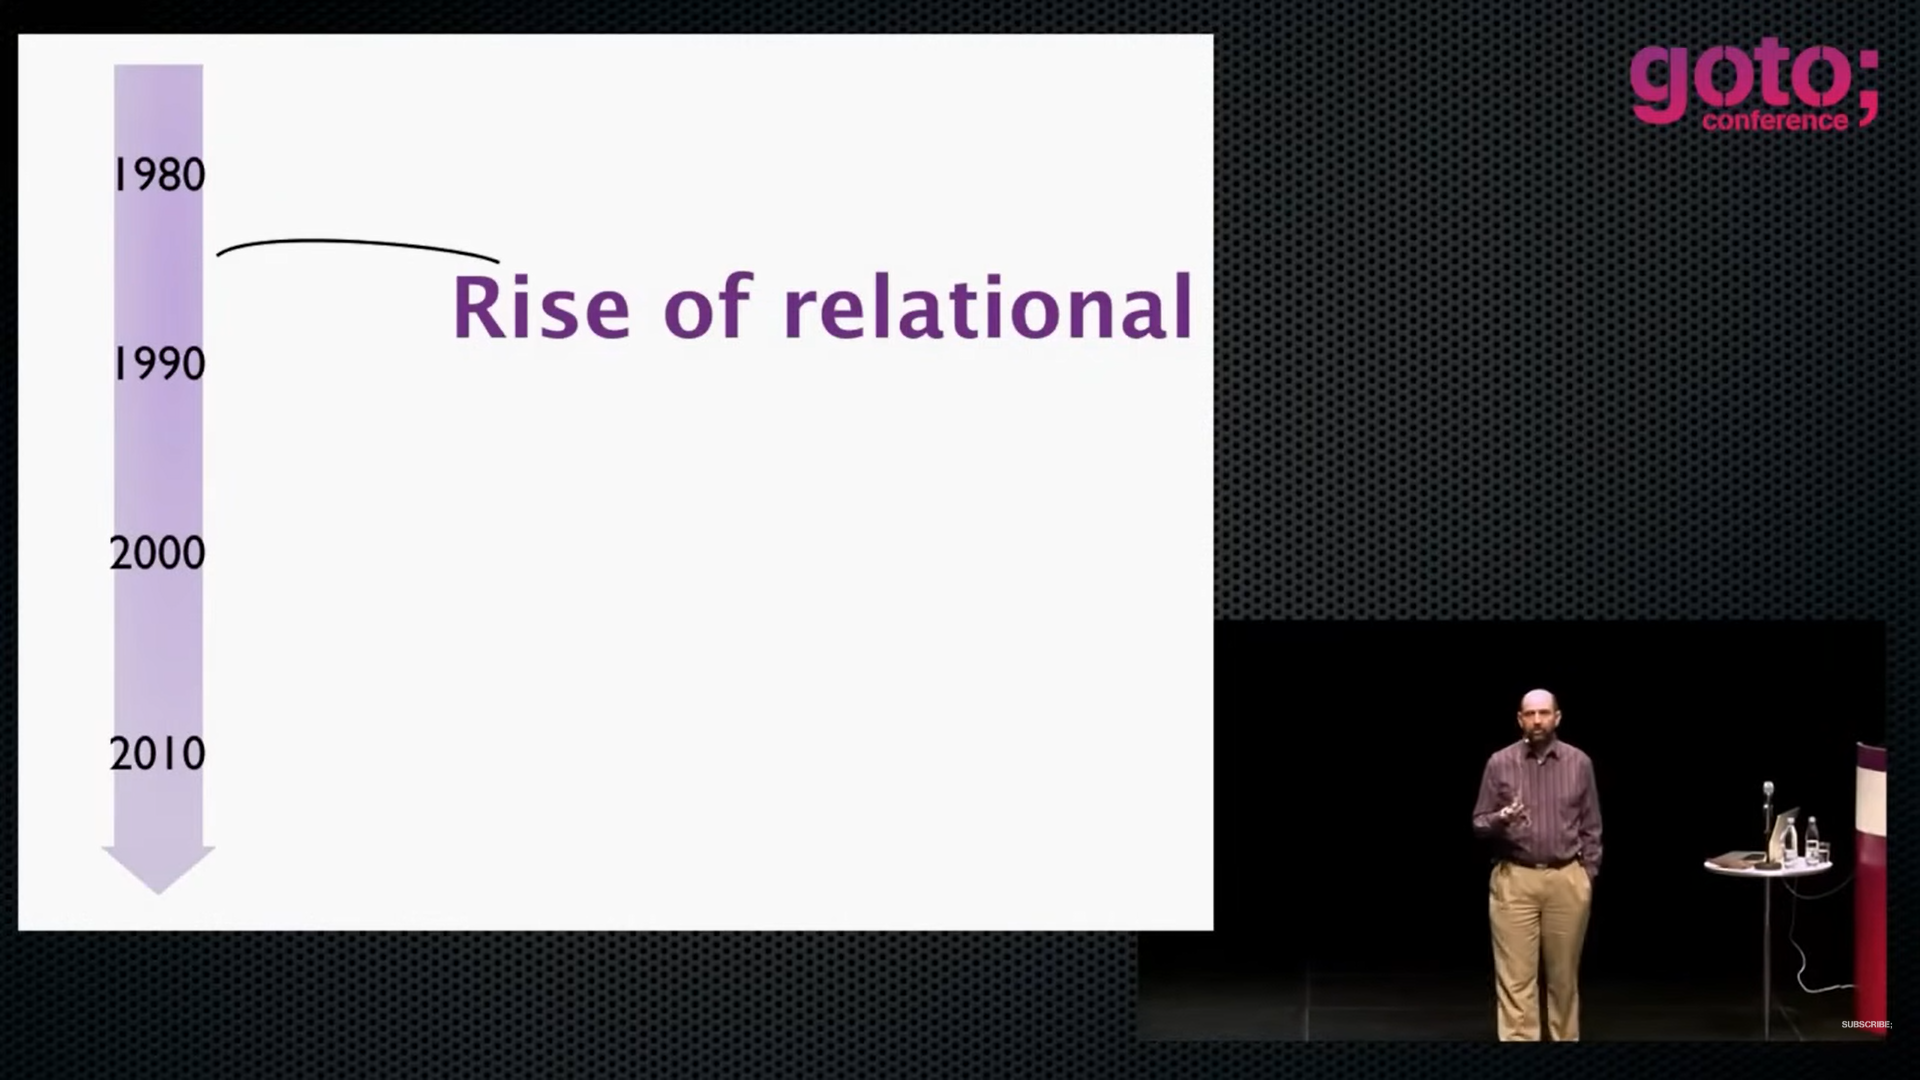 goto;
conference
1980
Rise of relational
1990
2000
2010
SUBSCRIBE;